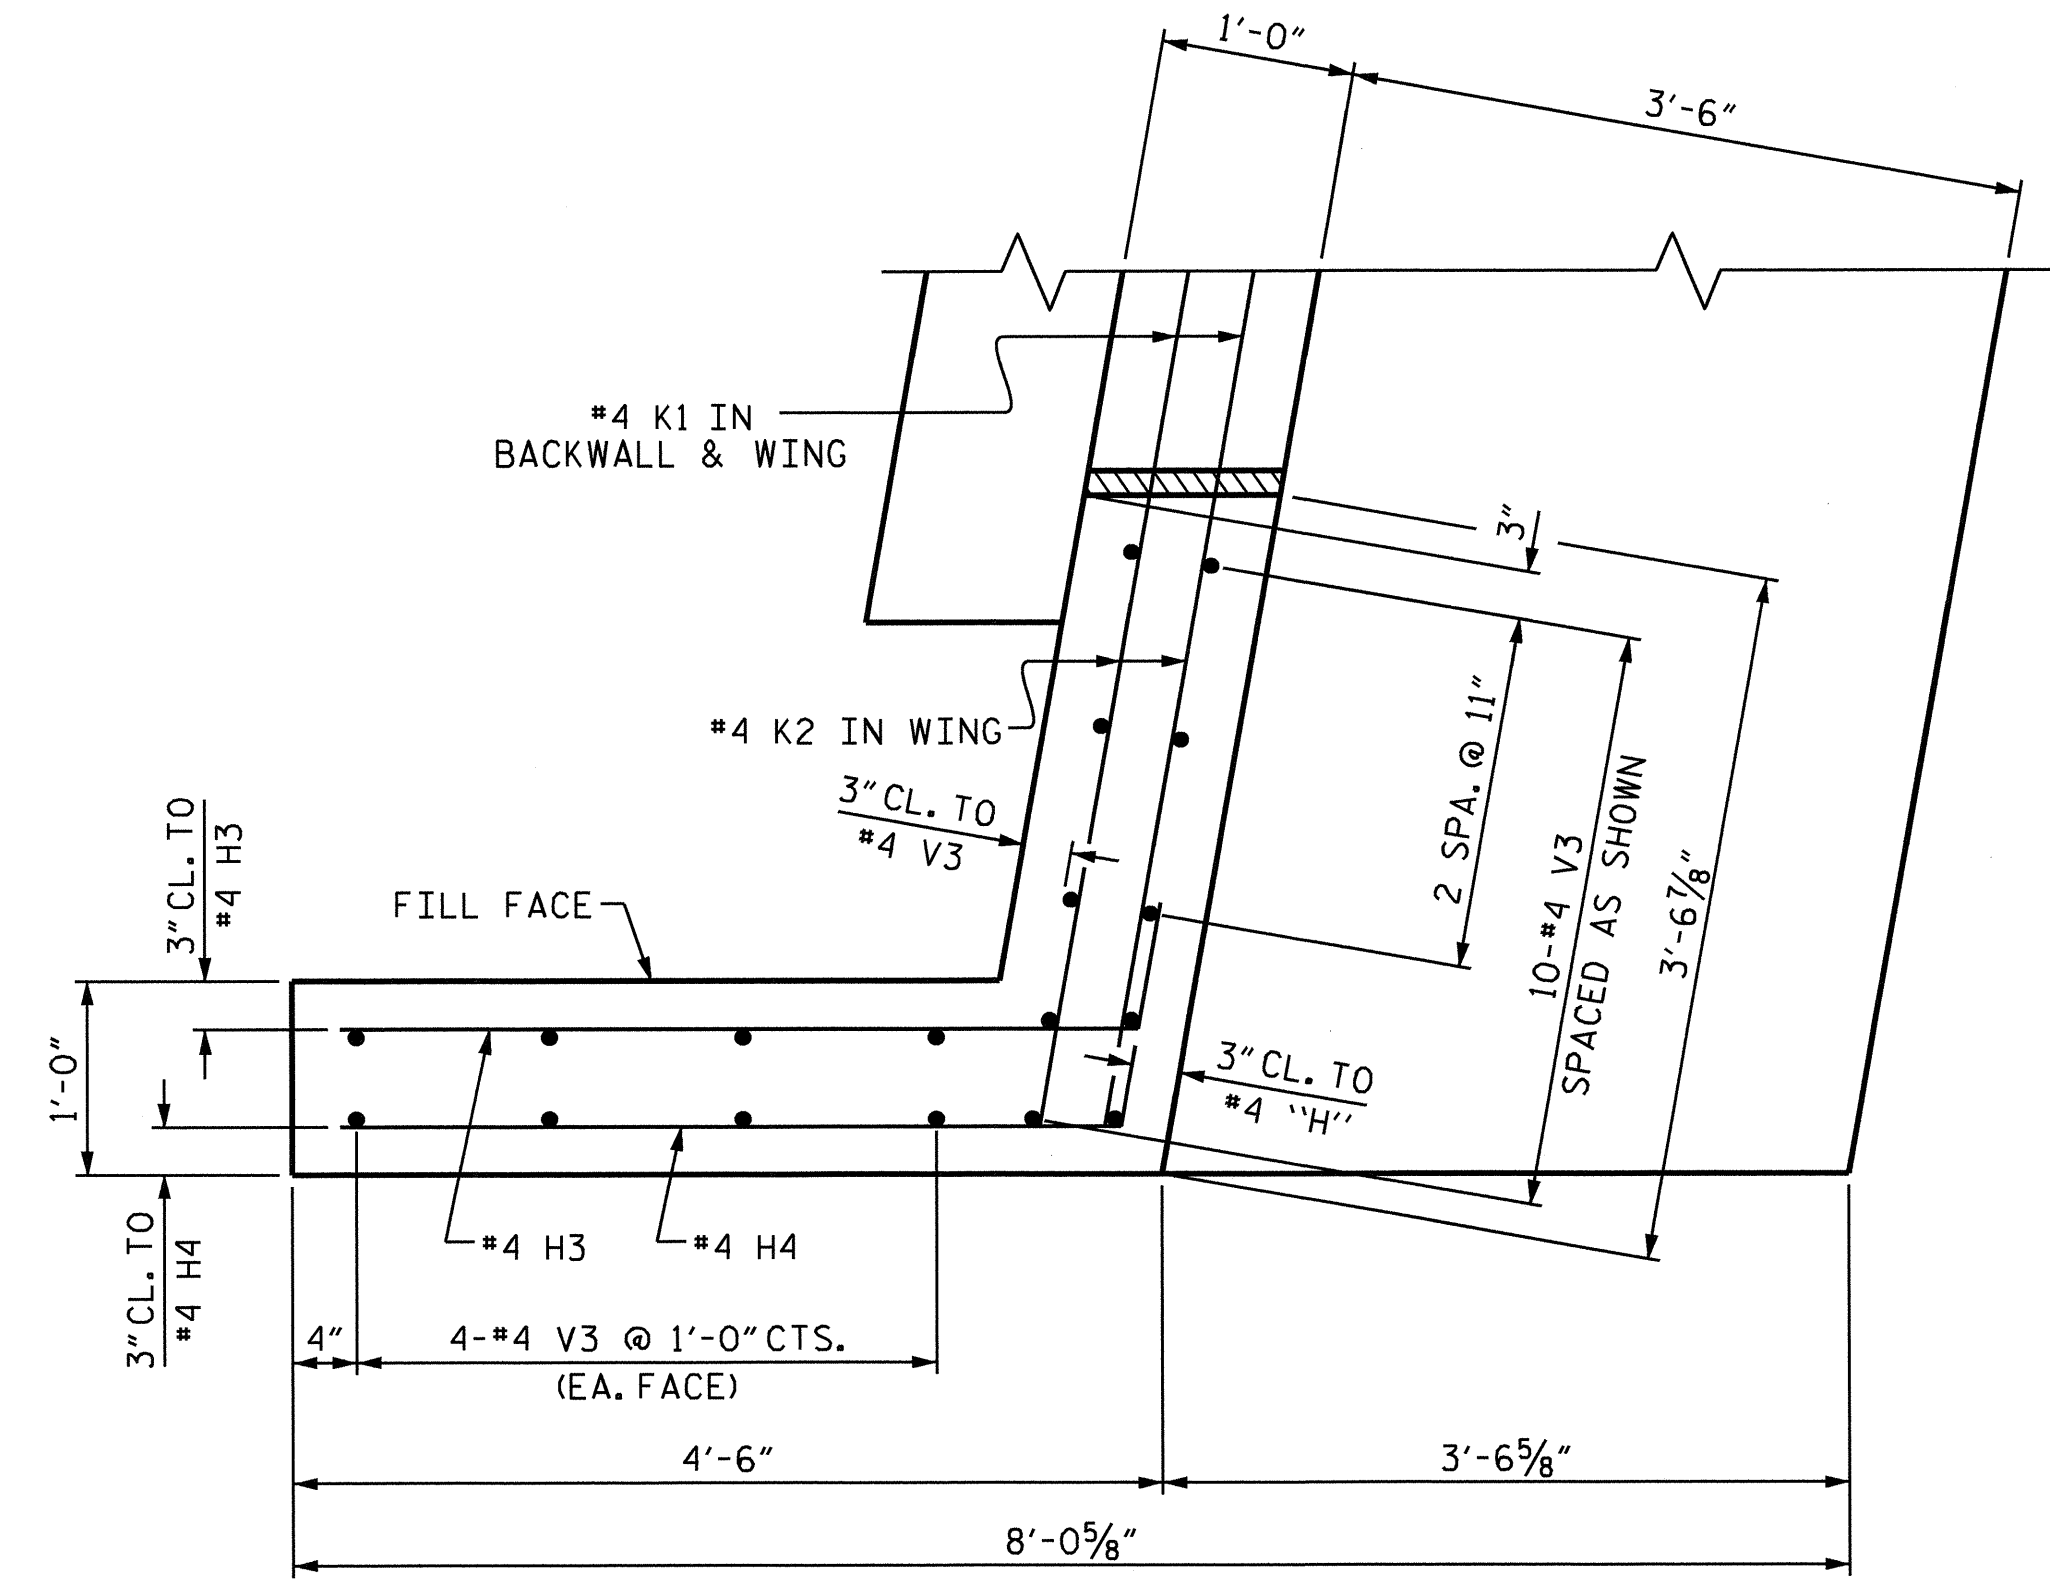 1'-0"
3'-6"
#4 K1 IN
BACKWALL & WING
3"
#4 K2 IN WING
3" CL. TO
#4 V3
2 SPA. @ 11"
10-#4 V3
SPACED AS SHOWN
3'-6⅞"
3" CL. TO
#4 H3
FILL FACE
1'-0"
3" CL. TO
#4 "H"
3" CL. TO
#4 H4
#4 H3
#4 H4
4"
4-#4 V3 @ 1'-0" CTS.
(EA. FACE)
4'-6"
3'-6⅝"
8'-0⅝"